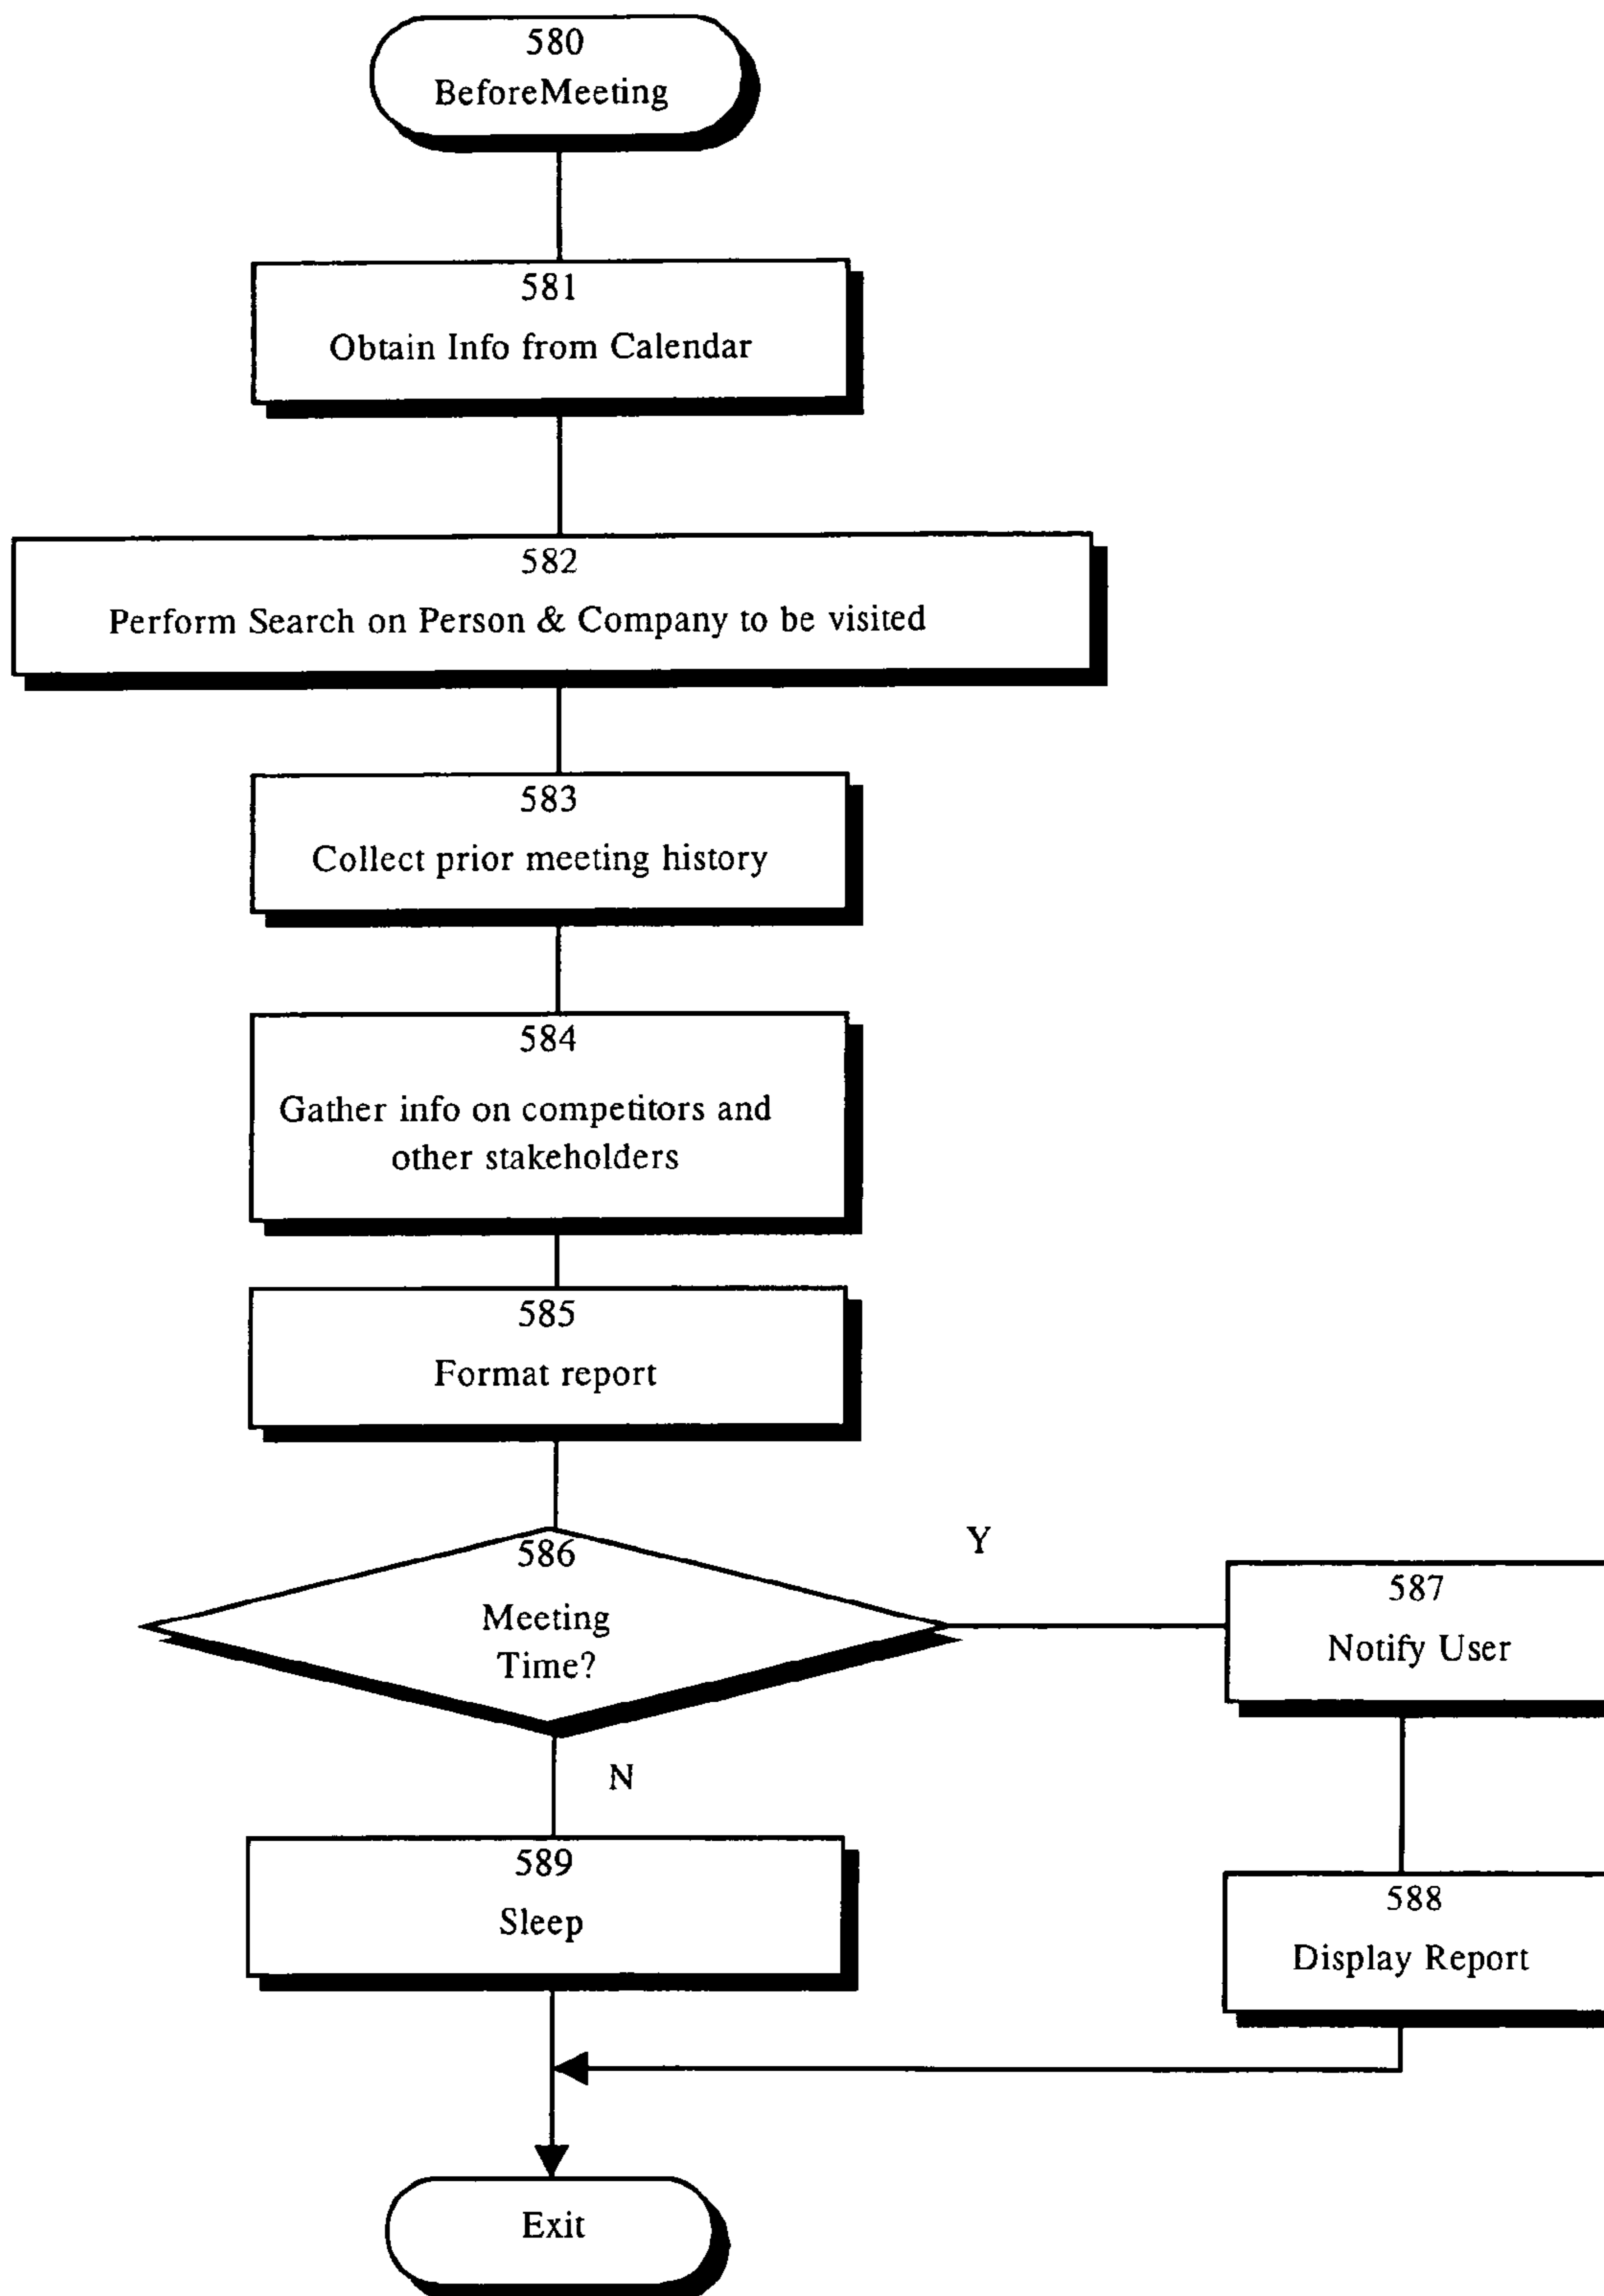 580
BeforeMeeting
581
Obtain Info from Calendar
582
Perform Search on Person & Company to be visited
583
Collect prior meeting history
584
Gather info on competitors and
other stakeholders
585
Format report
586
Meeting
Time?
Y
587
Notify User
N
589
Sleep
588
Display Report
Exit